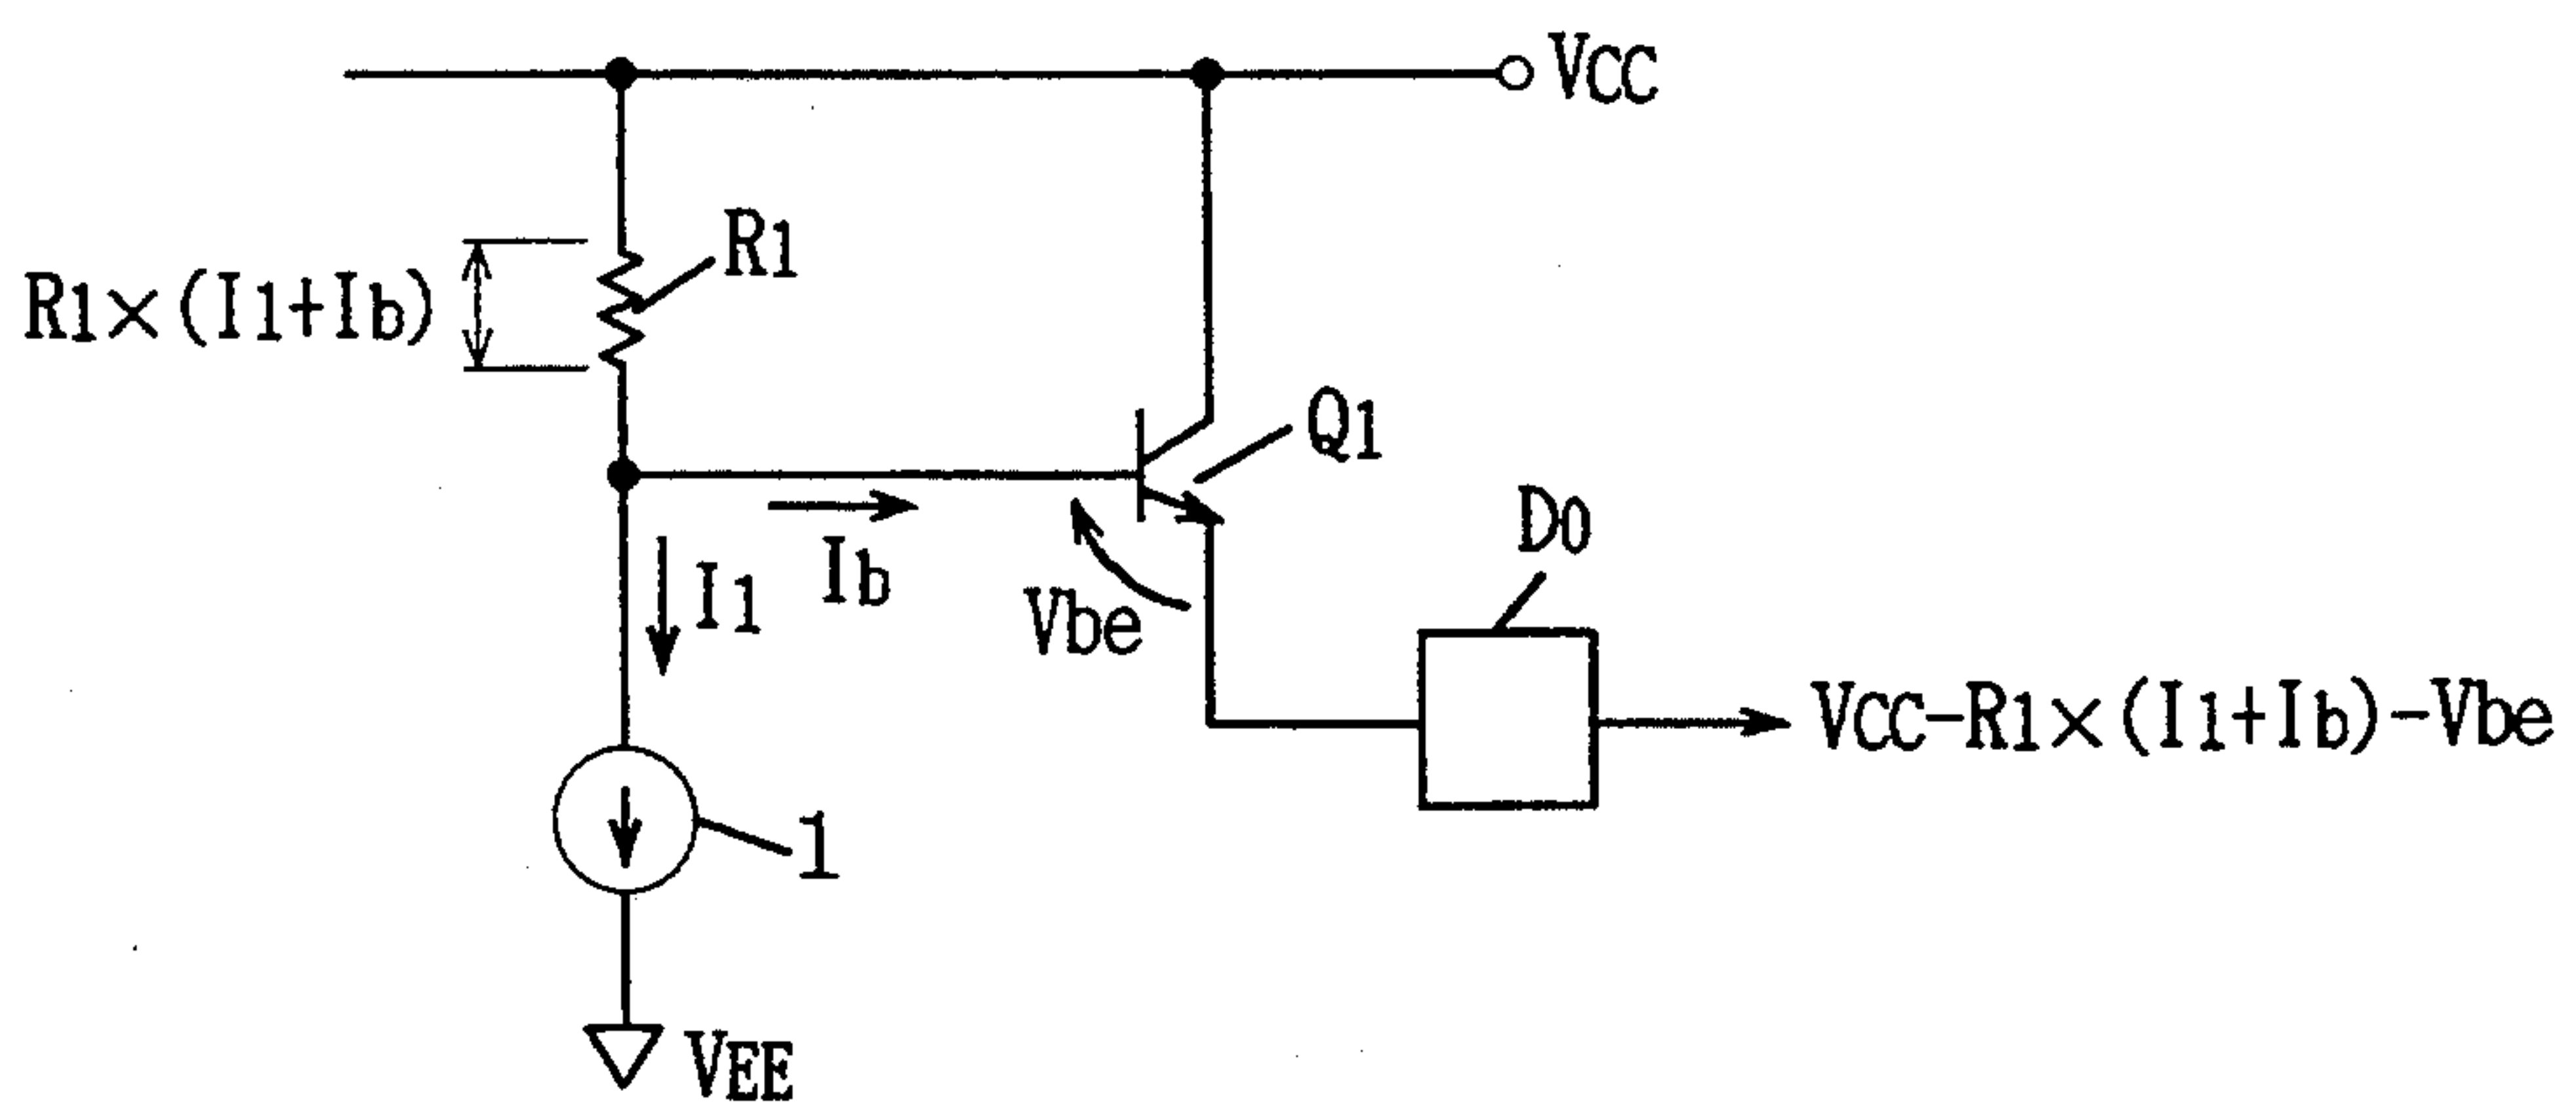 VCC
R1
R1×(I1+Ib)
Q1
D0
Ib
I1
Vbe
VCC-R1×(I1+Ib)-Vbe
1
VEE